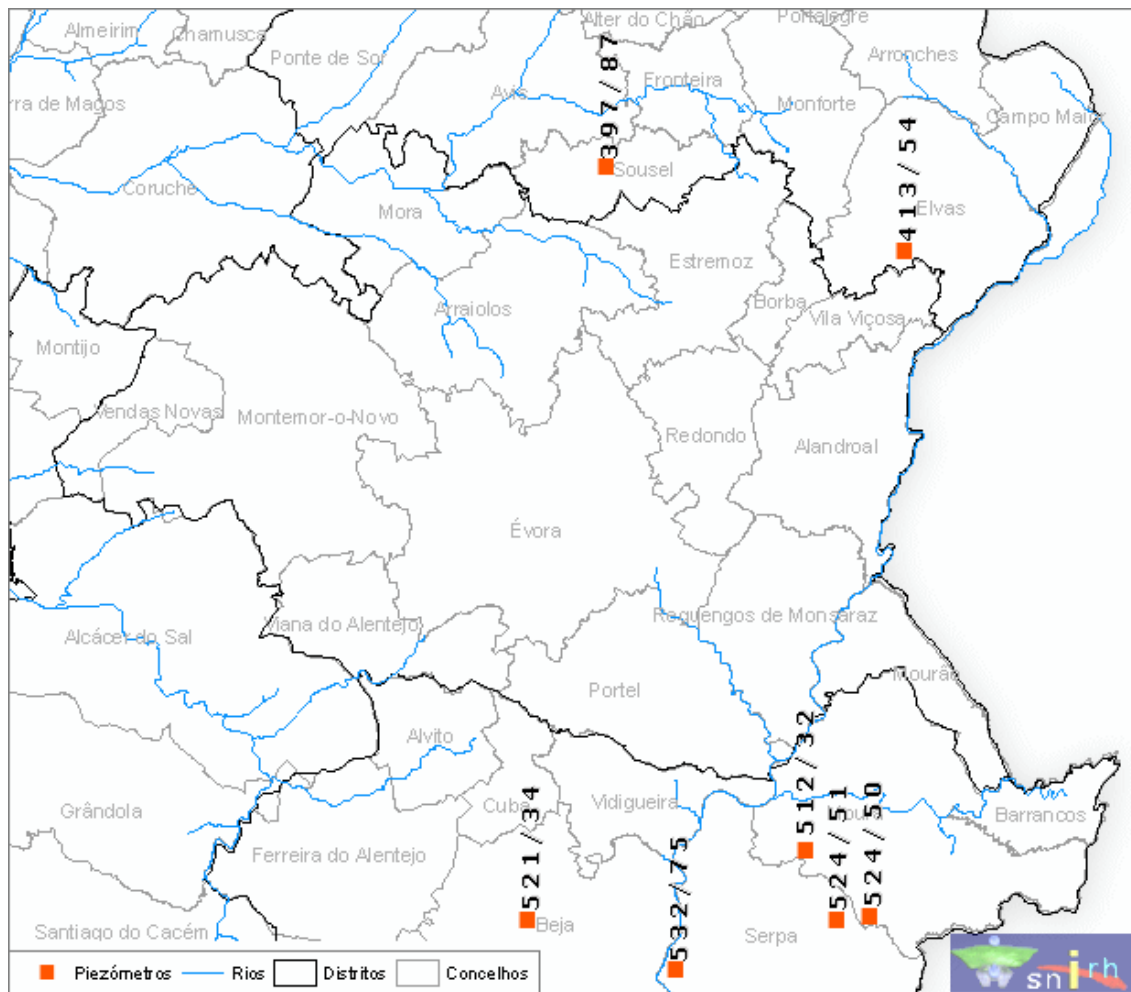 Alter do Chão
Portalegre
Almeirim
Chamusca
Ponte de Sor
Arronches
Avis
Fronteira
397/87
Monforte
rra de Magos
Campo Maior
413/54
Sousel
Coruche
Mora
Elvas
Estremoz
Borba
Arraiolos
Vila Viçosa
Montijo
Vendas Novas
Montemor-o-Novo
Redondo
Alandroal
Évora
Reguengos de Monsaraz
Viana do Alentejo
Alcácer do Sal
Mourão
Portel
Alvito
512/32
Cuba
Vidigueira
521/34
524/51
524/50
Grândola
Barrancos
Ferreira do Alentejo
532/75
Beja
Santiago do Cacém
Serpa
Piezómetros
Rios
Distritos
Concelhos
snirh